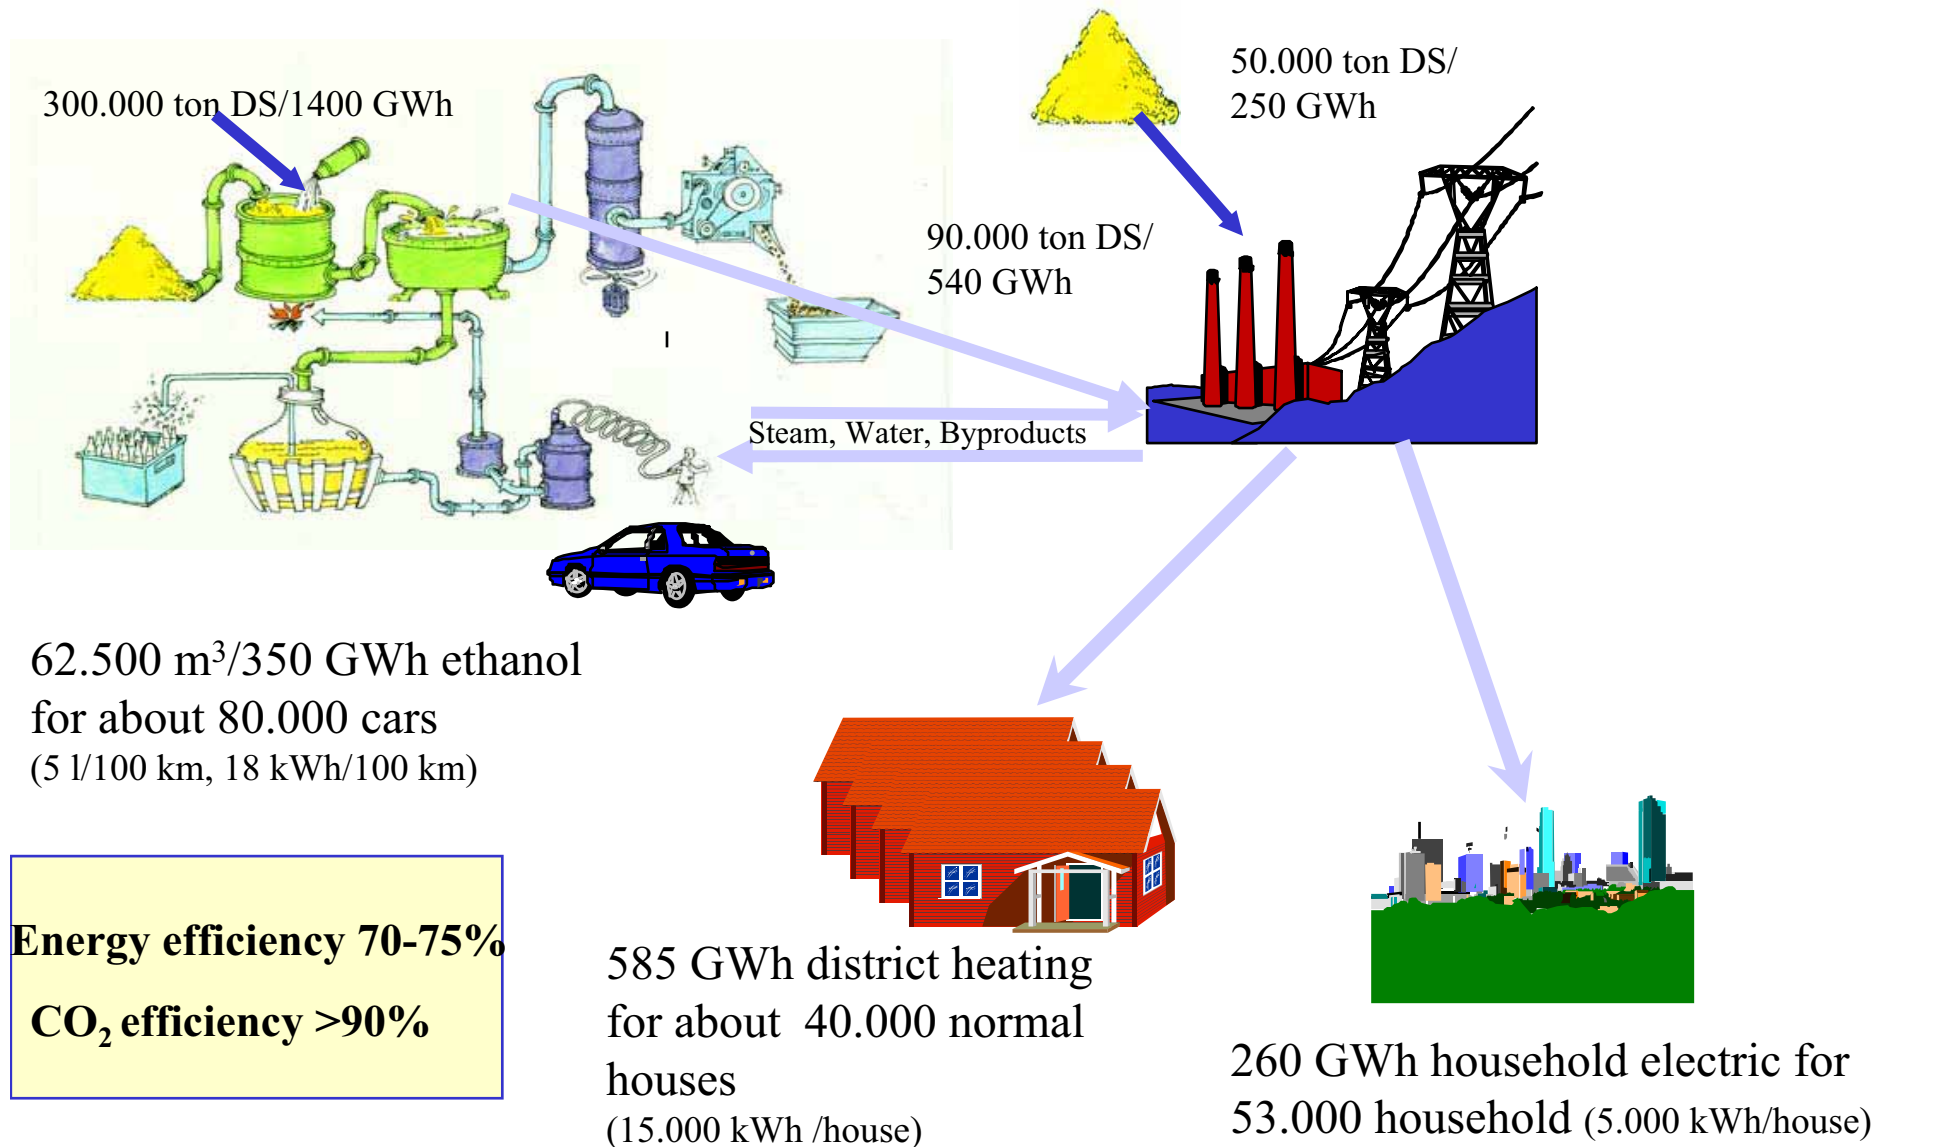 300.000 ton DS/1400 GWh
50.000 ton DS/
250 GWh
90.000 ton DS/
540 GWh
Steam, Water, Byproducts
62.500 m³/350 GWh ethanol
for about 80.000 cars
(5 l/100 km, 18 kWh/100 km)
Energy efficiency 70-75%
CO₂ efficiency >90%
585 GWh district heating
for about 40.000 normal
houses
(15.000 kWh /house)
260 GWh household electric for
53.000 household (5.000 kWh/house)